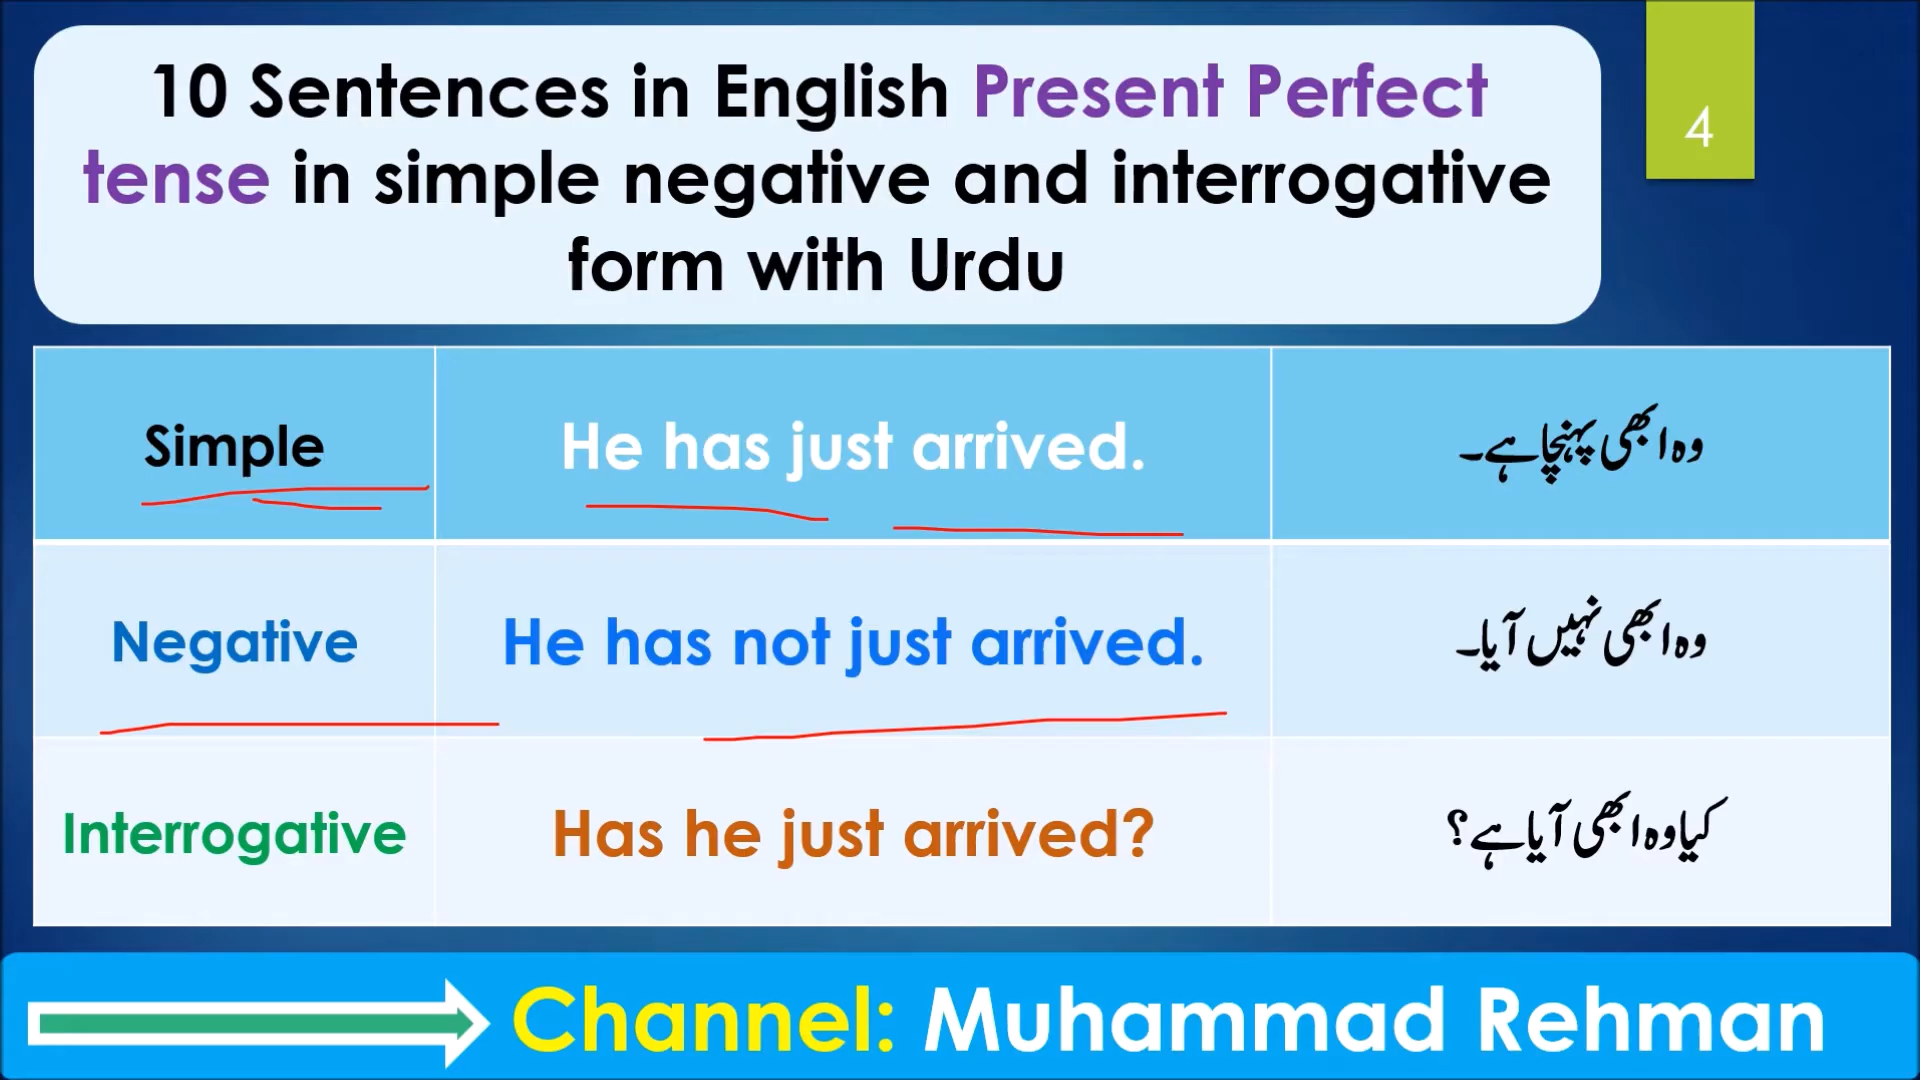 10 Sentences in English Present Perfect
tense in simple negative and interrogative
form with Urdu
4
Simple
He has just arrived.
وہ ابھی پہنچا ہے۔
Negative
He has not just arrived.
وہ ابھی نہیں آیا۔
Interrogative
Has he just arrived?
کیا وہ ابھی آیا ہے؟
Channel: Muhammad Rehman